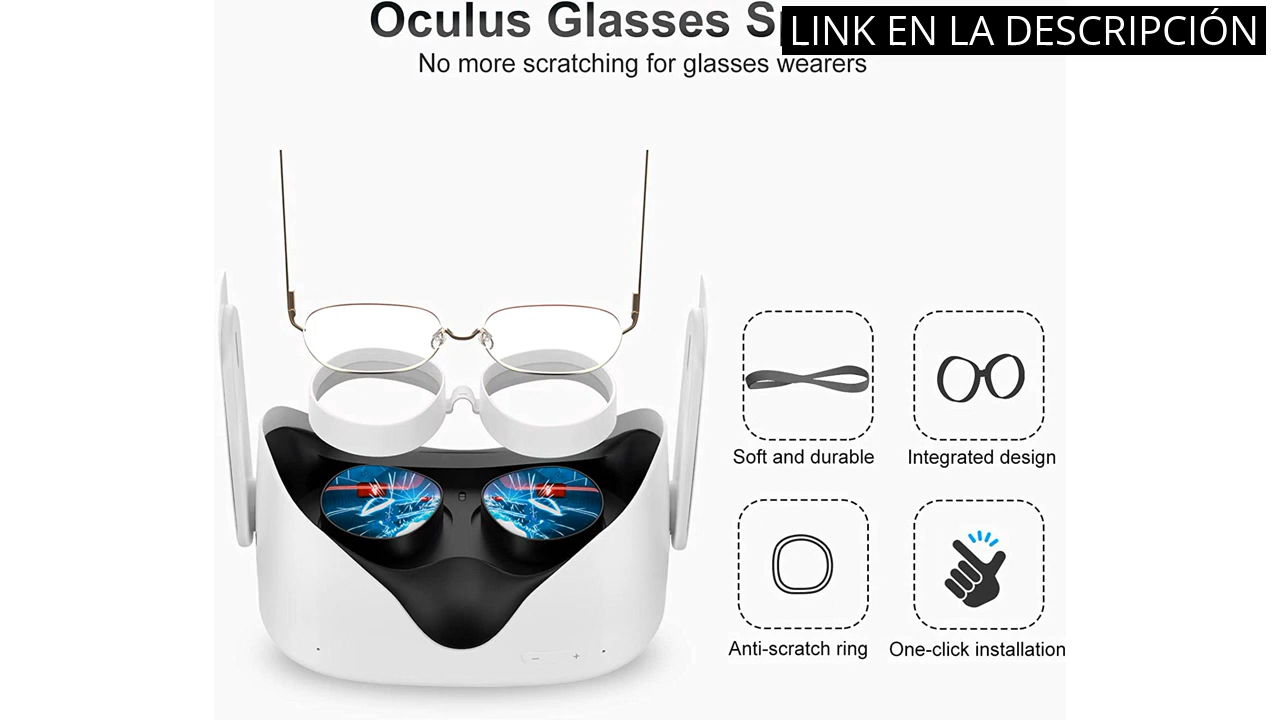 Oculus Glasses
LINK EN LA DESCRIPCIÓN
No more scratching for glasses wearers
Soft and durable
Integrated design
Anti-scratch ring
One-click installation